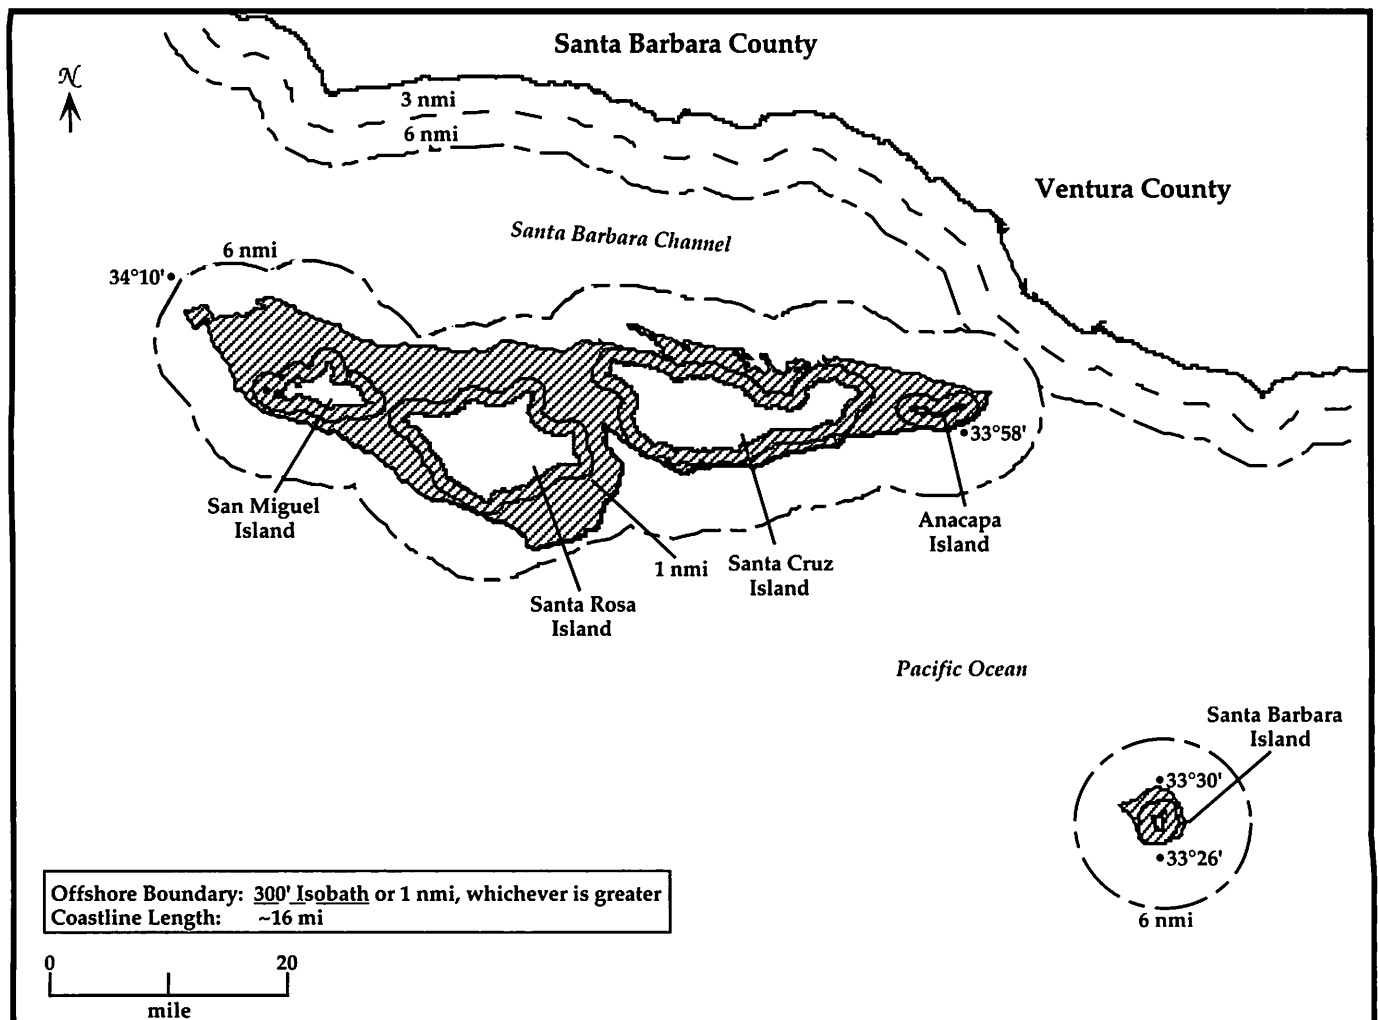 Santa Barbara County
N
3 nmi
6 nmi
Ventura County
Santa Barbara Channel
6 nmi
34°10'
33°58'
San Miguel
Island
Anacapa
Island
1 nmi
Santa Cruz
Island
Santa Rosa
Island
Pacific Ocean
Santa Barbara
Island
33°30'
33°26'
6 nmi
Offshore Boundary: 300' Isobath or 1 nmi, whichever is greater
Coastline Length: ~16 mi
0 20
mile